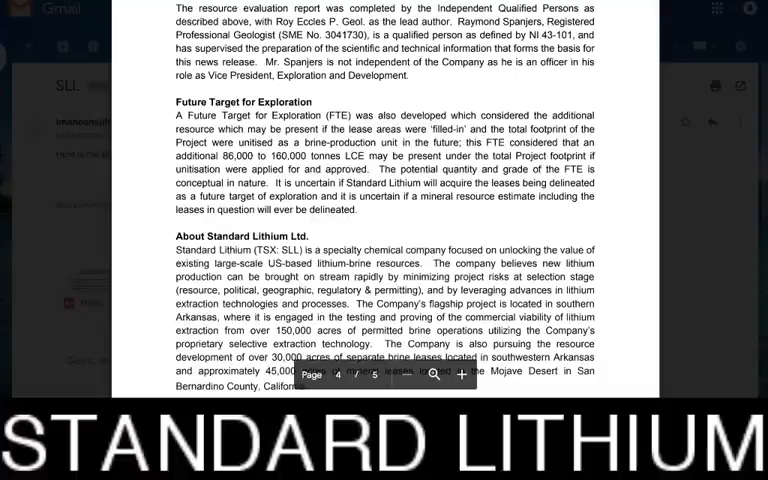 Gmail
The resource evaluation report was completed by the Independent Qualified Persons as
described above, with Roy Eccles P. Geol. as the lead author. Raymond Spanjers, Registered
Professional Geologist (SME No. 3041730), is a qualified person as defined by NI 43-101, and
has supervised the preparation of the scientific and technical information that forms the basis for
this news release. Mr. Spanjers is not independent of the Company as he is an officer in his
role as Vice President, Exploration and Development.
SLL
Future Target for Exploration
A Future Target for Exploration (FTE) was also developed which considered the additional
resource which may be present if the lease areas were 'filled-in' and the total footprint of the
Project were unitised as a brine-production unit in the future; this FTE considered that an
additional 86,000 to 160,000 tonnes LCE may be present under the total Project footprint if
unitisation were applied for and approved. The potential quantity and grade of the FTE is
conceptual in nature. It is uncertain if Standard Lithium will acquire the leases being delineated
as a future target of exploration and it is uncertain if a mineral resource estimate including the
leases in question will ever be delineated.
About Standard Lithium Ltd.
Standard Lithium (TSX: SLL) is a specialty chemical company focused on unlocking the value of
existing large-scale US-based lithium-brine resources. The company believes new lithium
production can be brought on stream rapidly by minimizing project risks at selection stage
(resource, political, geographic, regulatory & permitting), and by leveraging advances in lithium
extraction technologies and processes. The Company's flagship project is located in southern
Arkansas, where it is engaged in the testing and proving of the commercial viability of lithium
extraction from over 150,000 acres of permitted brine operations utilizing the Company's
proprietary selective extraction technology. The Company is also pursuing the resource
development of over 30,000 acres of separate brine leases located in southwestern Arkansas
and approximately 45,000 acres of mineral leases located in the Mojave Desert in San
Bernardino County, California.
Page 4 / 5
STANDARD LITHIUM